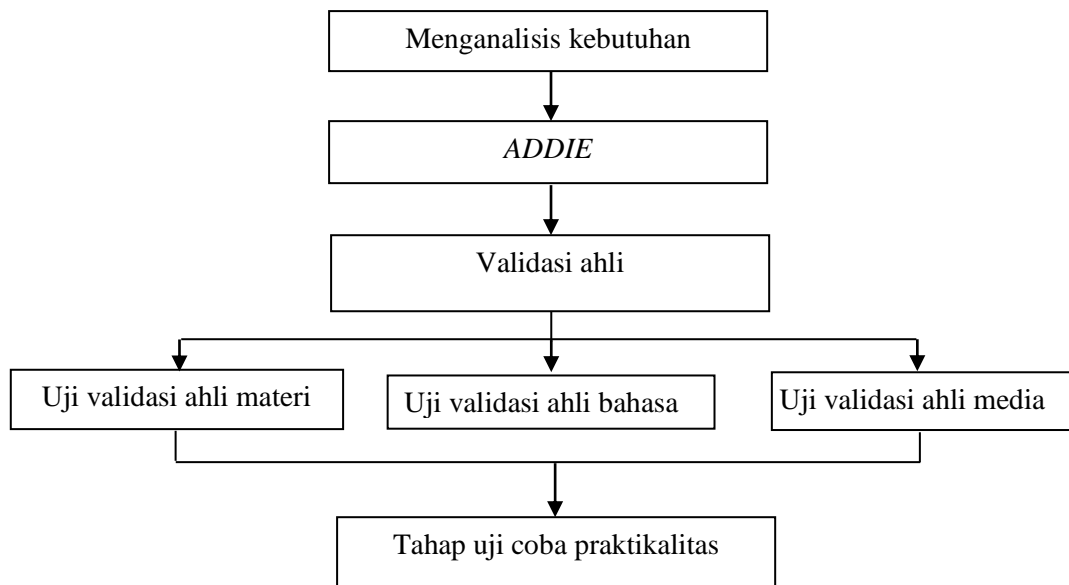 Menganalisis kebutuhan
ADDIE
Validasi ahli
Uji validasi ahli materi
Uji validasi ahli bahasa
Uji validasi ahli media
Tahap uji coba praktikalitas